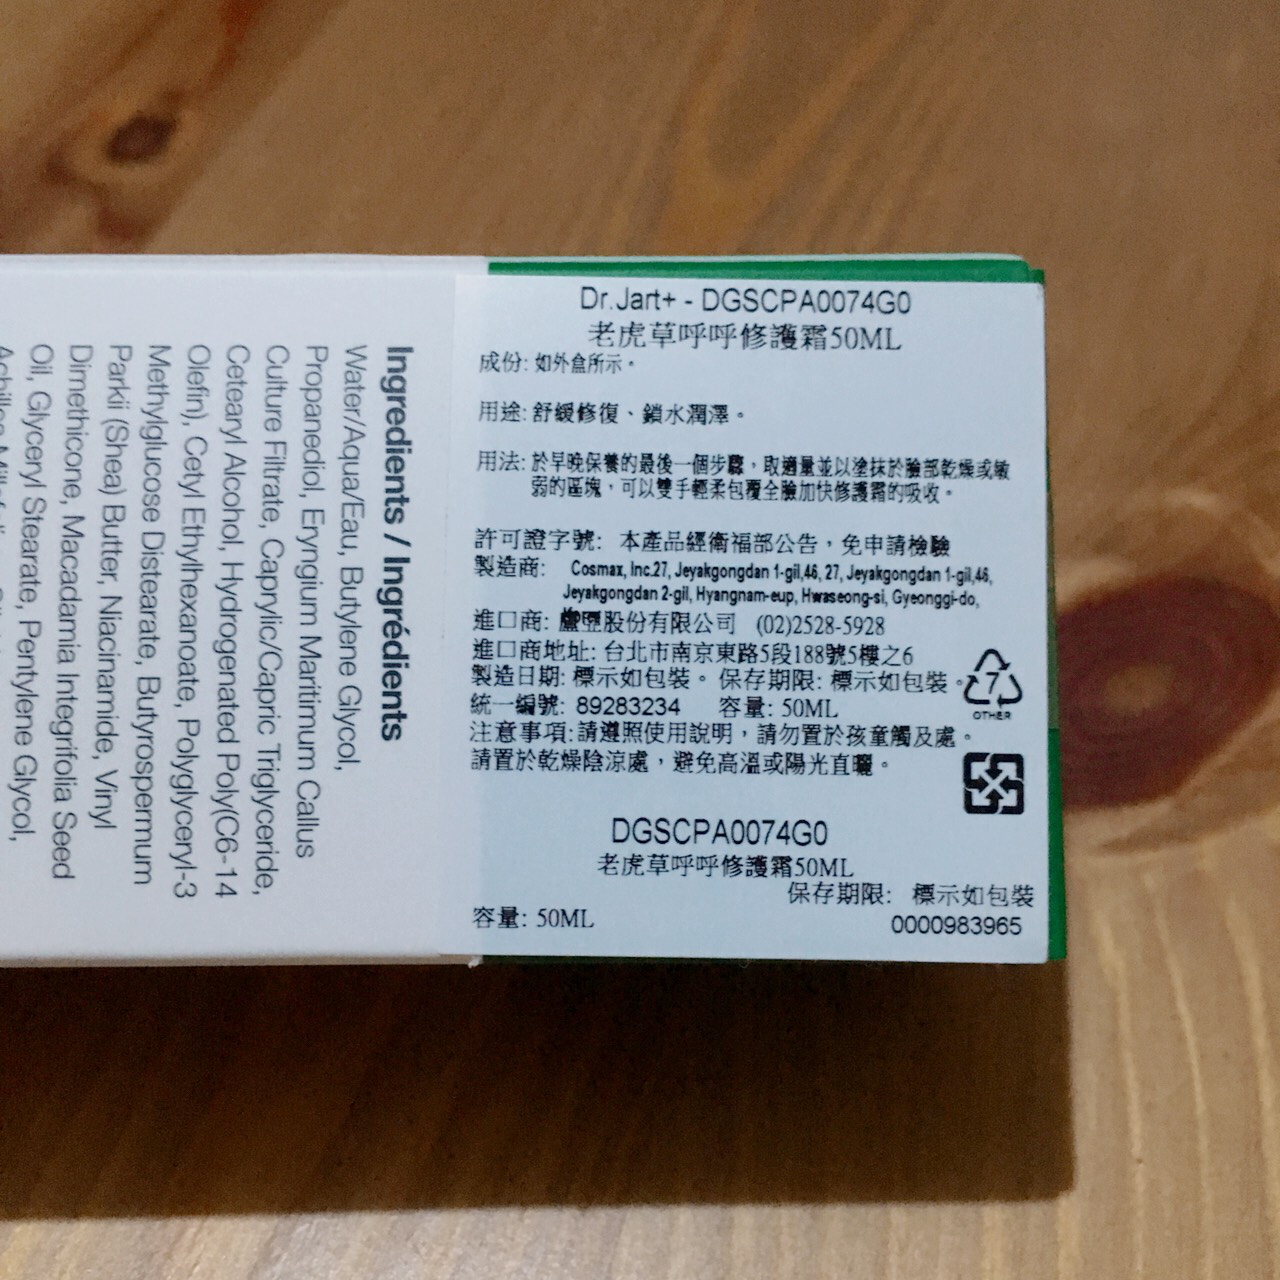 Dr.Jart+ - DGSCPA0074G0
老虎草呼呼修護霜50ML
成份: 如外盒所示。
用途: 舒緩修復、鎖水潤澤。
用法: 於早晚保養的最後一個步驟，取適量並以塗抹於臉部乾燥或敏
弱的區塊，可以雙手輕柔包覆全臉加快修護霜的吸收。
許可證字號: 本產品經衛福部公告，免申請檢驗
製造商: Cosmax, Inc.27, Jeyakgongdan 1-gil,46, 27, Jeyakgongdan 1-gil,46,
Jeyakgongdan 2-gil, Hyangnam-eup, Hwaseong-si, Gyeonggi-do,
進口商: 股份有限公司 (02)2528-5928
進口商地址: 台北市南京東路5段188號5樓之6
製造日期: 標示如包裝。 保存期限: 標示如包裝。
統一編號: 89283234 容量: 50ML
注意事項: 請遵照使用說明，請勿置於孩童觸及處。
請置於乾燥陰涼處，避免高溫或陽光直曬。
7
OTHER
DGSCPA0074G0
老虎草呼呼修護霜50ML
保存期限: 標示如包裝
容量: 50ML
0000983965
Ingredients / Ingrédients
Water/Aqua/Eau, Butylene Glycol,
Propanediol, Eryngium Maritimum Callus
Culture Filtrate, Caprylic/Capric Triglyceride,
Cetearyl Alcohol, Hydrogenated Poly(C6-14
Olefin), Cetyl Ethylhexanoate, Polyglyceryl-3
Methylglucose Distearate, Butyrospermum
Parkii (Shea) Butter, Niacinamide, Vinyl
Dimethicone, Macadamia Integrifolia Seed
Oil, Glyceryl Stearate, Pentylene Glycol,
Achillea